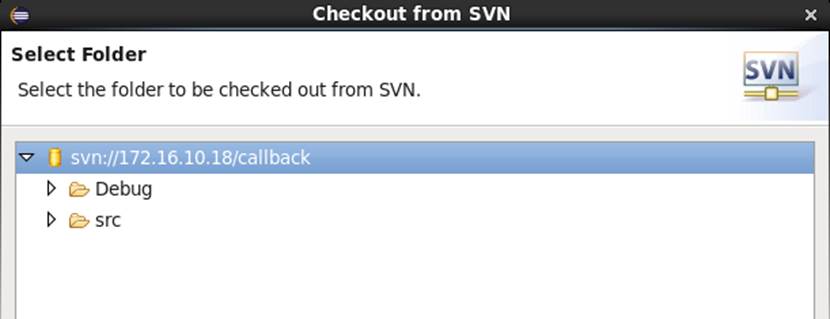 Checkout from SVN
Select Folder
Select the folder to be checked out from SVN.
SVN
svn://172.16.10.18/callback
Debug
src